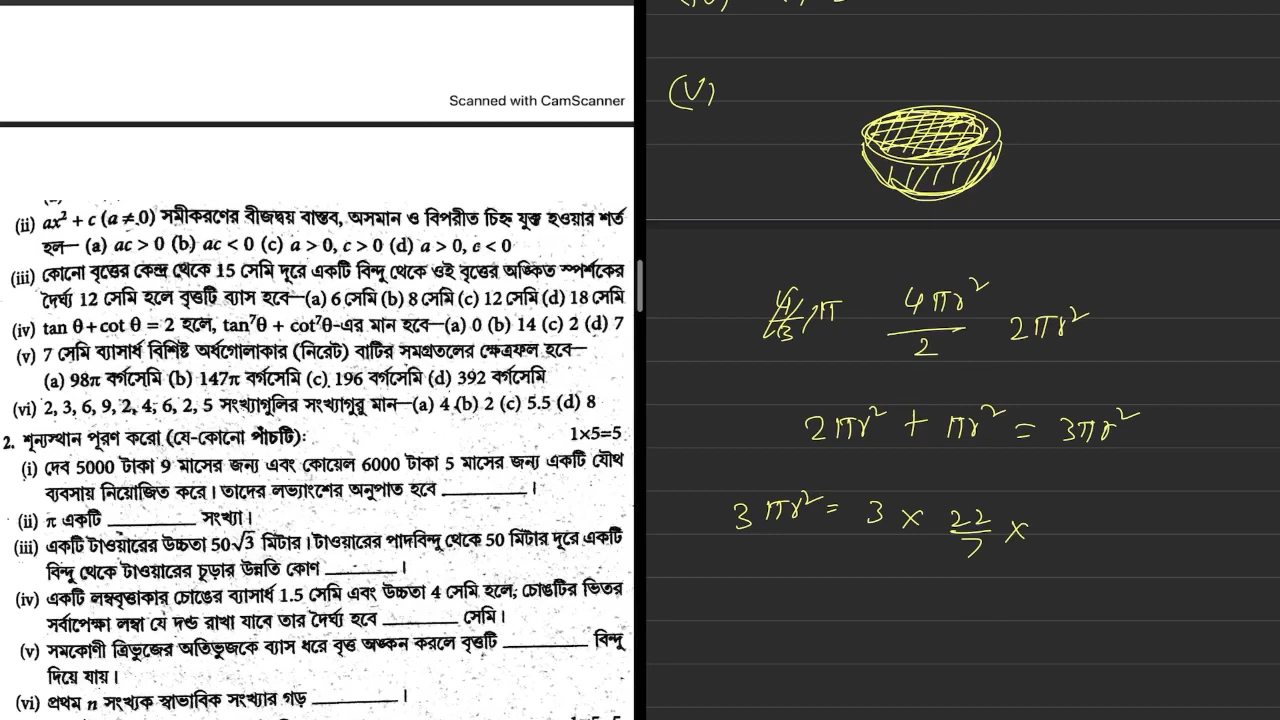 Scanned with CamScanner
(ii) ax² + c (a ≠ 0) সমীকরণের বীজদ্বয় বাস্তব, অসমান ও বিপরীত চিহ্ন যুক্ত হওয়ার শর্ত
হল— (a) ac > 0 (b) ac < 0 (c) a > 0, c > 0 (d) a > 0, c < 0
(iii) কোনো বৃত্তের কেন্দ্র থেকে 15 সেমি দূরে একটি বিন্দু থেকে ওই বৃত্তের অঙ্কিত স্পর্শকের
দৈর্ঘ্য 12 সেমি হলে বৃত্তটি ব্যাস হবে—(a) 6 সেমি (b) 8 সেমি (c) 12 সেমি (d) 18 সেমি
(iv) tan θ + cot θ = 2 হলে, tan⁷θ + cot⁷θ-এর মান হবে—(a) 0 (b) 14 (c) 2 (d) 7
(v) 7 সেমি ব্যাসার্ধ বিশিষ্ট অর্ধগোলাকার (নিরেট) বাটির সমগ্রতলের ক্ষেত্রফল হবে—
(a) 98π বর্গসেমি (b) 147π বর্গসেমি (c) 196 বর্গসেমি (d) 392 বর্গসেমি
(vi) 2, 3, 6, 9, 2, 4, 6, 2, 5 সংখ্যাগুলির সংখ্যাগুরু মান—(a) 4 (b) 2 (c) 5.5 (d) 8
2. শূন্যস্থান পূরণ করো (যে-কোনো পাঁচটি): 1×5=5
(i) দেব 5000 টাকা 9 মাসের জন্য এবং কোয়েল 6000 টাকা 5 মাসের জন্য একটি যৌথ
ব্যবসায় নিয়োজিত করে। তাদের লভ্যাংশের অনুপাত হবে ________ ।
(ii) π একটি ________ সংখ্যা।
(iii) একটি টাওয়ারের উচ্চতা 50√3 মিটার। টাওয়ারের পাদবিন্দু থেকে 50 মিটার দূরে একটি
বিন্দু থেকে টাওয়ারের চূড়ার উন্নতি কোণ ________ ।
(iv) একটি লম্ববৃত্তাকার চোঙের ব্যাসার্ধ 1.5 সেমি এবং উচ্চতা 4 সেমি হলে, চোঙটির ভিতর
সর্বাপেক্ষা লম্বা যে দণ্ড রাখা যাবে তার দৈর্ঘ্য হবে ________ সেমি।
(v) সমকোণী ত্রিভুজের অতিভুজকে ব্যাস ধরে বৃত্ত অঙ্কন করলে বৃত্তটি ________ বিন্দু
দিয়ে যায়।
(vi) প্রথম n সংখ্যক স্বাভাবিক সংখ্যার গড় ________ ।
(V)
4πr²/2 2πr²
2πr² + πr² = 3πr²
3πr² = 3 × 22/7 ×